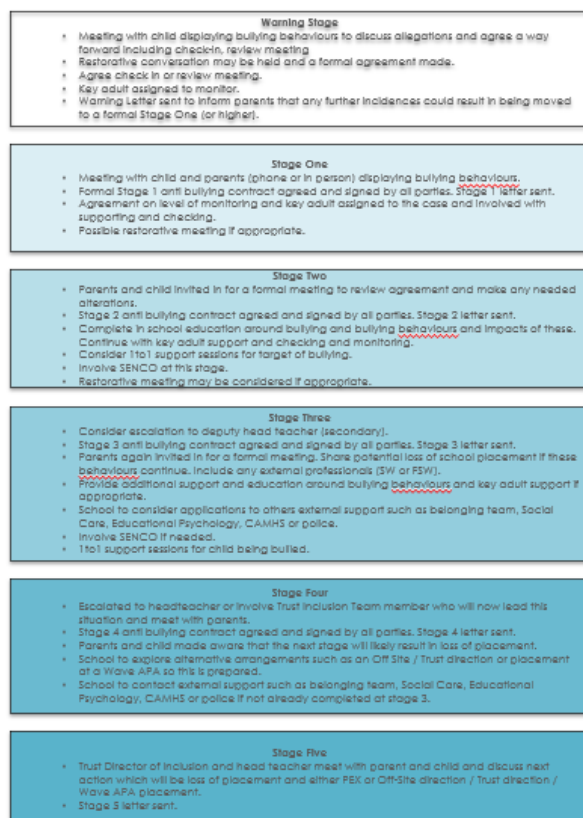 Warning Stage
• Meeting with child displaying bullying behaviours to discuss allegations and agree a way
forward including check-in, review meeting
• Restorative conversation may be held and a formal agreement made.
• Agree check in or review meeting.
• Key adult assigned to monitor.
• Warning Letter sent to inform parents that any further incidences could result in being moved
to a formal Stage One (or higher).
Stage One
• Meeting with child and parents (phone or in person) displaying bullying behaviours.
• Formal Stage 1 anti bullying contract agreed and signed by all parties. Stage 1 letter sent.
• Agreement on level of monitoring and key adult assigned to the case and involved with
supporting and checking.
• Possible restorative meeting if appropriate.
Stage Two
• Parents and child invited in for a formal meeting to review agreement and make any needed
alterations.
• Stage 2 anti bullying contract agreed and signed by all parties. Stage 2 letter sent.
• Complete in school education around bullying and bullying behaviours and impacts of these.
Continue with key adult support and checking and monitoring.
• Consider 1to1 support sessions for target of bullying.
• Involve SENCO at this stage.
• Restorative meeting may be considered if appropriate.
Stage Three
• Consider escalation to deputy head teacher (secondary).
• Stage 3 anti bullying contract agreed and signed by all parties. Stage 3 letter sent.
• Parents again invited in for a formal meeting. Share potential loss of school placement if these
behaviours continue. Include any external professionals (SW or FSW).
• Provide additional support and education around bullying behaviours and key adult support if
appropriate.
• School to consider applications to others external support such as belonging team, Social
Care, Educational Psychology, CAMHS or police.
• Involve SENCO if needed.
• 1to1 support sessions for child being bullied.
Stage Four
• Escalated to headteacher or involve Trust Inclusion Team member who will now lead this
situation and meet with parents.
• Stage 4 anti bullying contract agreed and signed by all parties. Stage 4 letter sent.
• Parents and child made aware that the next stage will likely result in loss of placement.
• School to explore alternative arrangements such as an Off Site / Trust direction or placement
at a Wave APA so this is prepared.
• School to contact external support such as belonging team, Social Care, Educational
Psychology, CAMHS or police if not already completed at stage 3.
Stage Five
• Trust Director of Inclusion and head teacher meet with parent and child and discuss next
action which will be loss of placement and either PEX or Off-Site direction / Trust direction /
Wave APA placement.
• Stage 5 letter sent.